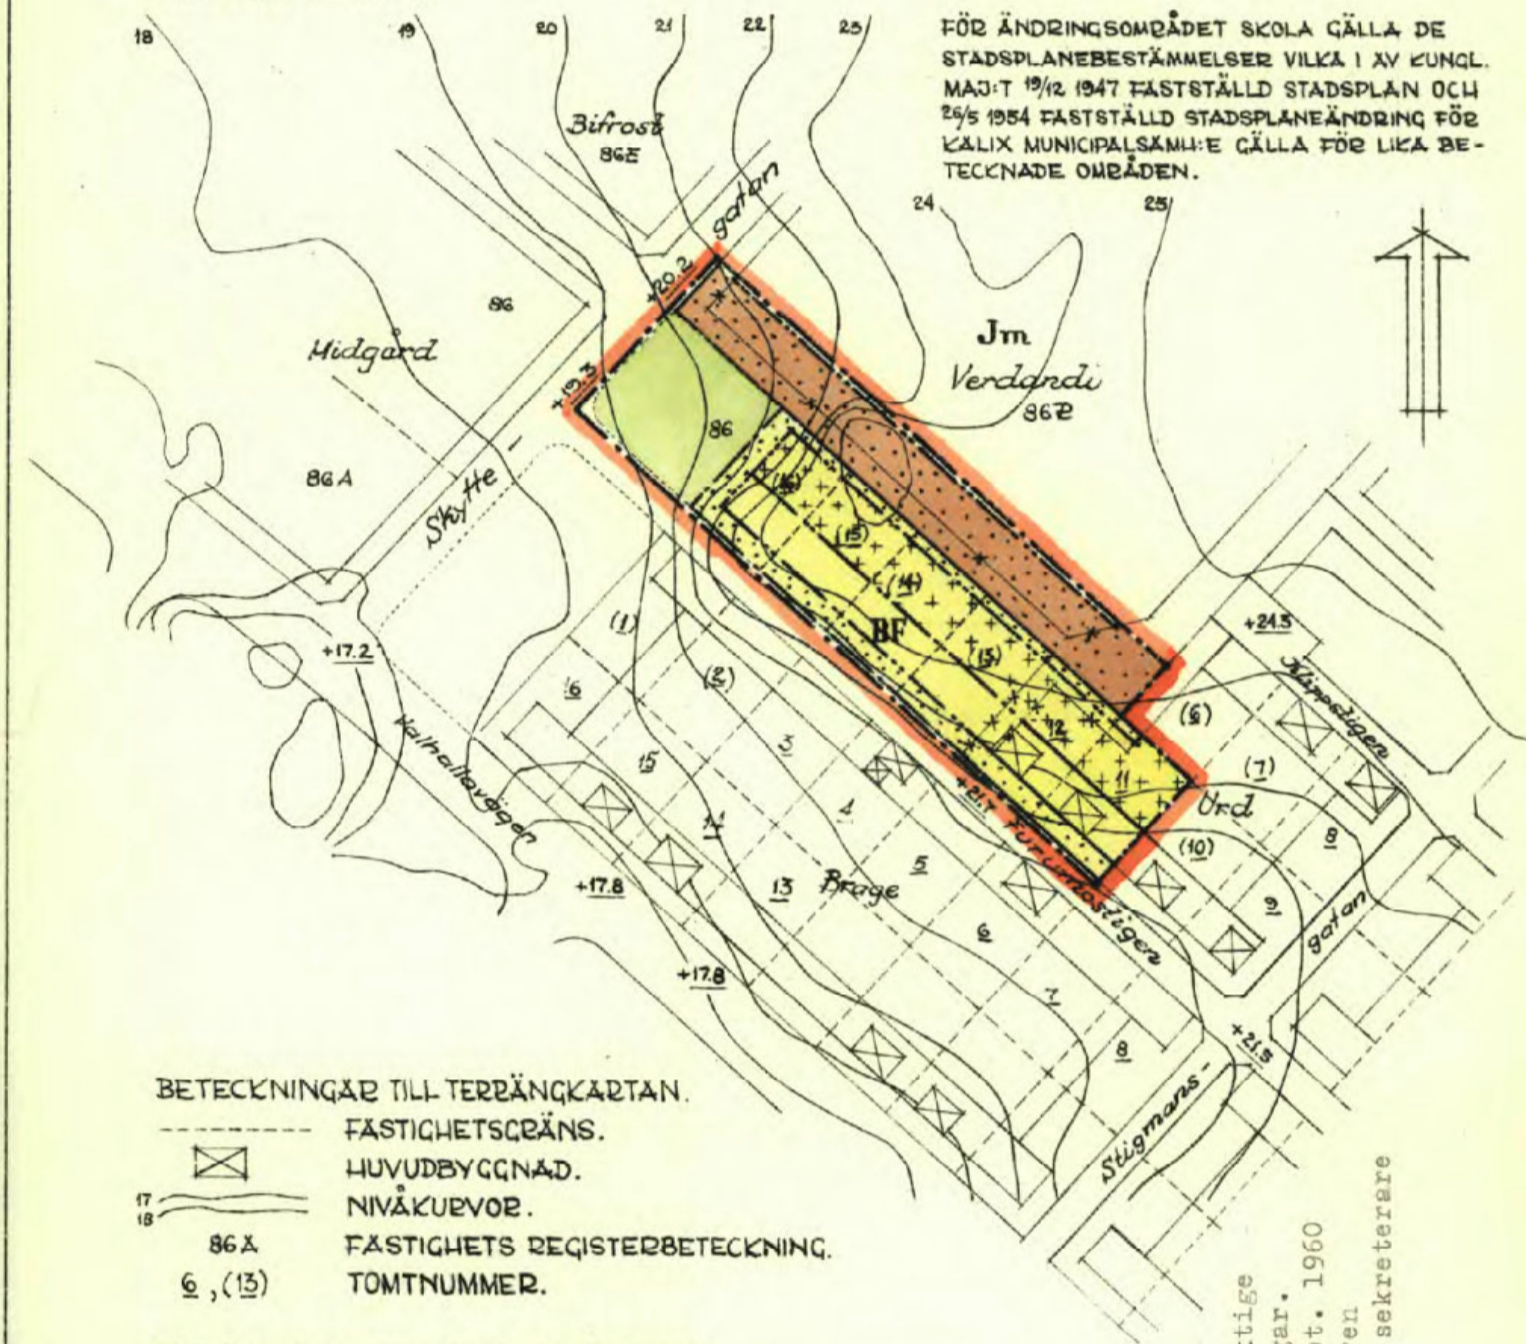 18
19
20
21
22
23
FÖR ÄNDRINGSOMRÅDET SKOLA GÄLLA DE
STADSPLANEBESTÄMMELSER VILKA I AV KUNGL.
MAJ:T 19/12 1947 FASTSTÄLLD STADSPLAN OCH
26/5 1954 FASTSTÄLLD STADSPLANEÄNDRING FÖR
KALIX MUNICIPALSAMH:E GÄLLA FÖR LIKA BE-
TECKNADE OMRÅDEN.
Bifrost
86E
gatan
24
25
+20.2
86
Midgård
Jm
Verdandi
+19.3
86
86A
Skytte-
(16)
(15)
(14)
(1)
BF
+24.3
+17.2
(2)
(13)
Klippstigen
16
(6)
Valhallavägen
3
12
15
(7)
11
+21.7
Furumostigen
Urd
4
14
8
(10)
5
+17.8
13
Brage
9
6
gatan
+17.8
7
8
+21.5
Stigmans-
BETECKNINGAR TILL TERRÄNGKARTAN.
FASTIGHETSGRÄNS.
HUVUDBYGGNAD.
17
18
NIVÅKURVOR.
86A
FASTIGHETS REGISTERBETECKNING.
6, (13)
TOMTNUMMER.
1960
sekreterare